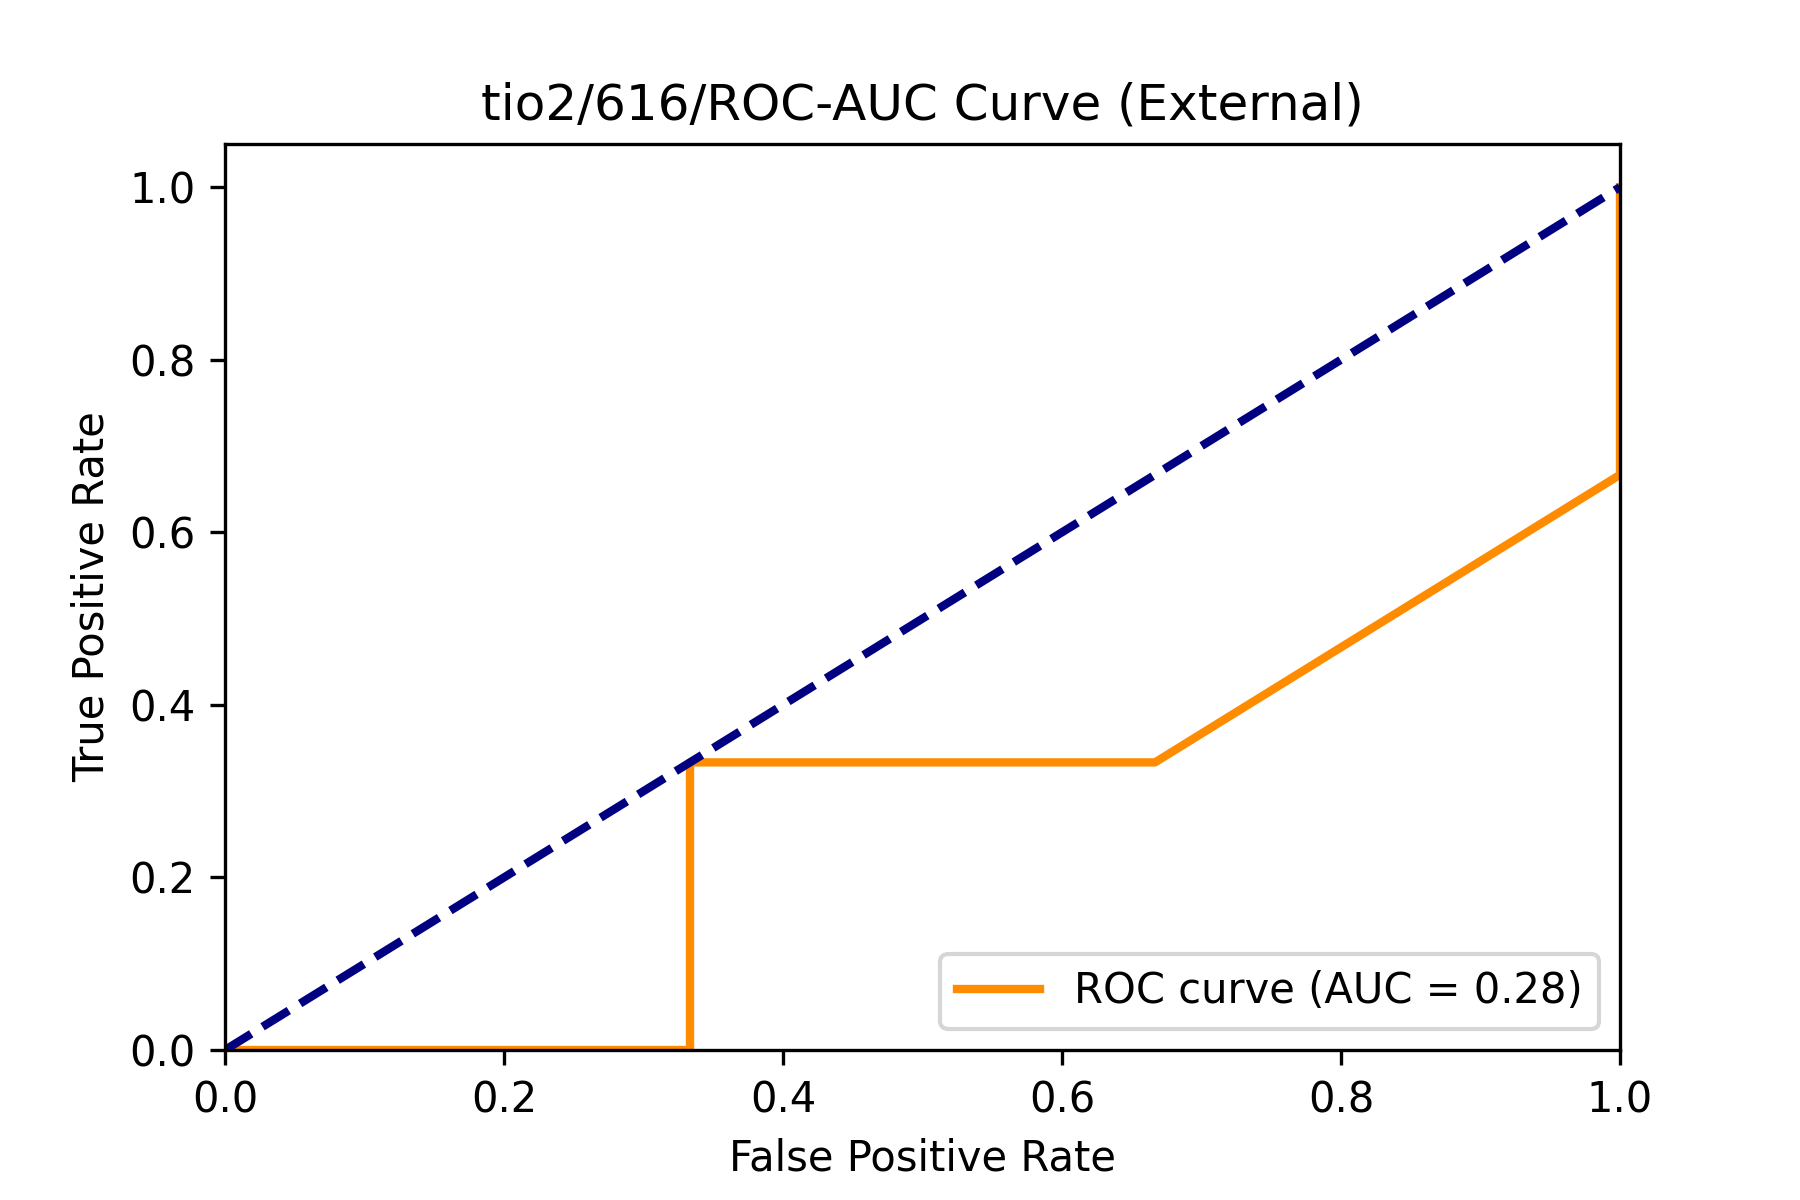 tio2/616/ROC-AUC Curve (External)
1.0
0.8
0.6
0.4
0.2
0.0
True Positive Rate
ROC curve (AUC = 0.28)
0.0 0.2 0.4 0.6 0.8 1.0
False Positive Rate